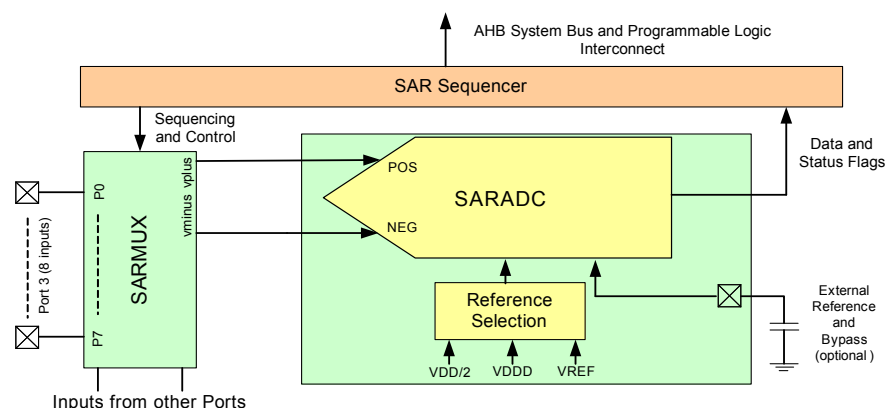 AHB System Bus and Programmable Logic
Interconnect
SAR Sequencer
Sequencing
and Control
Data and
Status Flags
vminus vplus
P0
POS
SARADC
SARMUX
Port 3 (8 inputs)
NEG
P7
Reference
Selection
External
Reference
and
Bypass
(optional )
VDD/2
VDDD
VREF
Inputs from other Ports